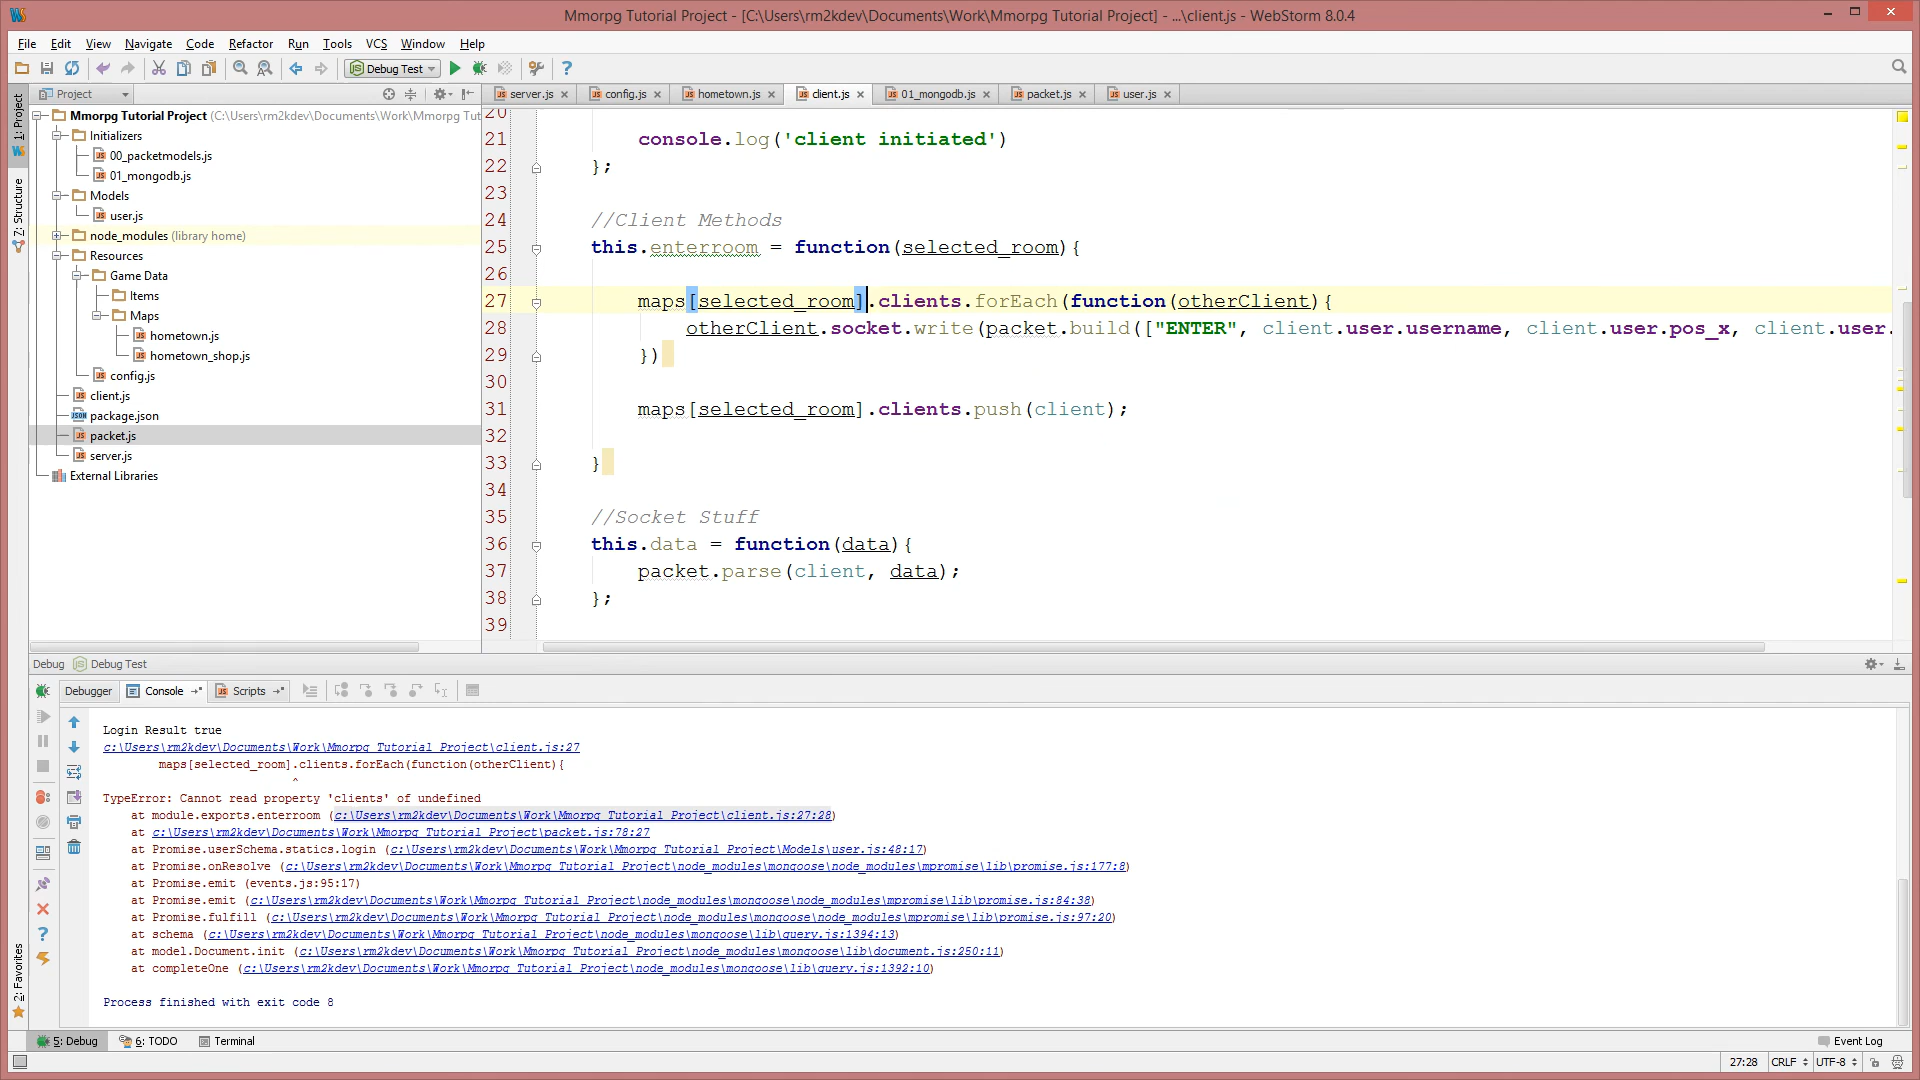 Mmorpg Tutorial Project - [C:\Users\rm2kdev\Documents\Work\Mmorpg Tutorial Project] - ...\client.js - WebStorm 8.0.4
File Edit View Navigate Code Refactor Run Tools VCS Window Help
Debug Test
Project
server.js config.js hometown.js client.js 01_mongodb.js packet.js user.js
1: Project
Z: Structure
2: Favorites
Mmorpg Tutorial Project (C:\Users\rm2kdev\Documents\Work\Mmorpg Tut
Initializers
00_packetmodels.js
01_mongodb.js
Models
user.js
node_modules (library home)
Resources
Game Data
Items
Maps
hometown.js
hometown_shop.js
config.js
client.js
package.json
packet.js
server.js
External Libraries
20
21 console.log('client initiated')
22 };
23
24 //Client Methods
25 this.enterroom = function(selected_room){
26
27 maps[selected_room].clients.forEach(function(otherClient){
28 otherClient.socket.write(packet.build(["ENTER", client.user.username, client.user.pos_x, client.user.
29 })
30
31 maps[selected_room].clients.push(client);
32
33 }
34
35 //Socket Stuff
36 this.data = function(data){
37 packet.parse(client, data);
38 };
39
Debug Debug Test
Debugger Console Scripts
Login Result true
c:\Users\rm2kdev\Documents\Work\Mmorpg Tutorial Project\client.js:27
maps[selected_room].clients.forEach(function(otherClient){
^
TypeError: Cannot read property 'clients' of undefined
at module.exports.enterroom (c:\Users\rm2kdev\Documents\Work\Mmorpg Tutorial Project\client.js:27:28)
at c:\Users\rm2kdev\Documents\Work\Mmorpg Tutorial Project\packet.js:78:27
at Promise.userSchema.statics.login (c:\Users\rm2kdev\Documents\Work\Mmorpg Tutorial Project\Models\user.js:48:17)
at Promise.onResolve (c:\Users\rm2kdev\Documents\Work\Mmorpg Tutorial Project\node_modules\mongoose\node_modules\mpromise\lib\promise.js:177:8)
at Promise.emit (events.js:95:17)
at Promise.emit (c:\Users\rm2kdev\Documents\Work\Mmorpg Tutorial Project\node_modules\mongoose\node_modules\mpromise\lib\promise.js:84:38)
at Promise.fulfill (c:\Users\rm2kdev\Documents\Work\Mmorpg Tutorial Project\node_modules\mongoose\node_modules\mpromise\lib\promise.js:97:20)
at schema (c:\Users\rm2kdev\Documents\Work\Mmorpg Tutorial Project\node_modules\mongoose\lib\query.js:1394:13)
at model.Document.init (c:\Users\rm2kdev\Documents\Work\Mmorpg Tutorial Project\node_modules\mongoose\lib\document.js:250:11)
at completeOne (c:\Users\rm2kdev\Documents\Work\Mmorpg Tutorial Project\node_modules\mongoose\lib\query.js:1392:10)
Process finished with exit code 8
5: Debug 6: TODO Terminal Event Log
27:28 CRLF UTF-8